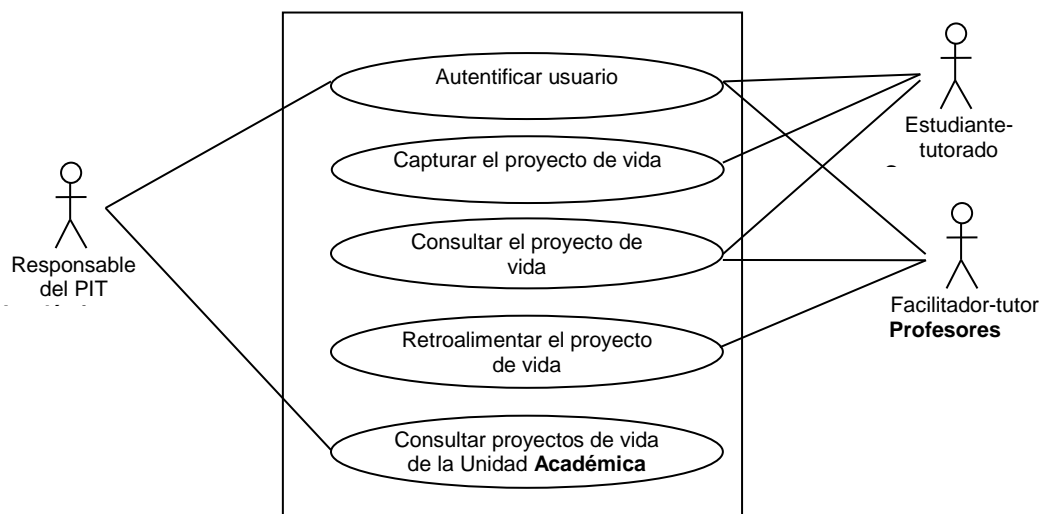 Autentificar usuario
Capturar el proyecto de vida
Consultar el proyecto de
vida
Retroalimentar el proyecto
de vida
Consultar proyectos de vida
de la Unidad Académica
Responsable
del PIT
Estudiante-
tutorado
Facilitador-tutor
Profesores